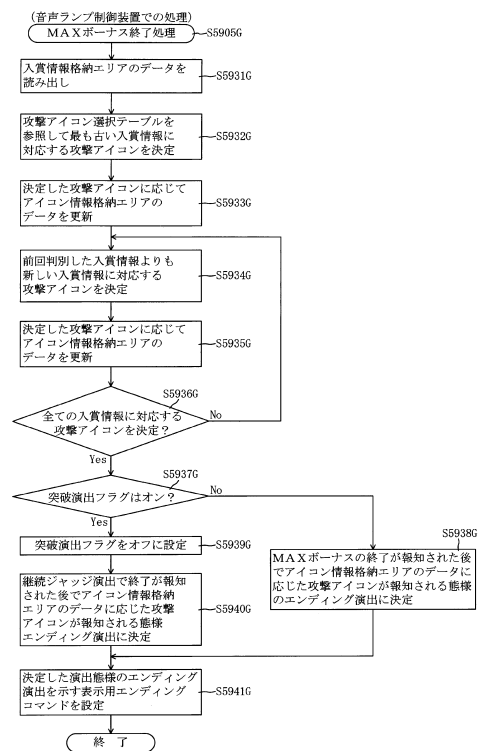 (音声ランプ制御装置での処理)
MAXボーナス終了処理
S5905G
入賞情報格納エリアのデータを
読み出し
S5931G
攻撃アイコン選択テーブルを
参照して最も古い入賞情報に
対応する攻撃アイコンを決定
S5932G
決定した攻撃アイコンに応じて
アイコン情報格納エリアの
データを更新
S5933G
前回判別した入賞情報よりも
新しい入賞情報に対応する
攻撃アイコンを決定
S5934G
決定した攻撃アイコンに応じて
アイコン情報格納エリアの
データを更新
S5935G
S5936G
全ての入賞情報に対応する
攻撃アイコンを決定?
No
Yes
S5937G
突破演出フラグはオン?
No
Yes
S5938G
突破演出フラグをオフに設定
S5939G
MAXボーナスの終了が報知された後
でアイコン情報格納エリアのデータに
応じた攻撃アイコンが報知される態様
のエンディング演出に決定
継続ジャッジ演出で終了が報知
された後でアイコン情報格納
エリアのデータに応じた攻撃
アイコンが報知される態様
エンディング演出に決定
S5940G
決定した演出態様のエンディング
演出を示す表示用エンディング
コマンドを設定
S5941G
終 了